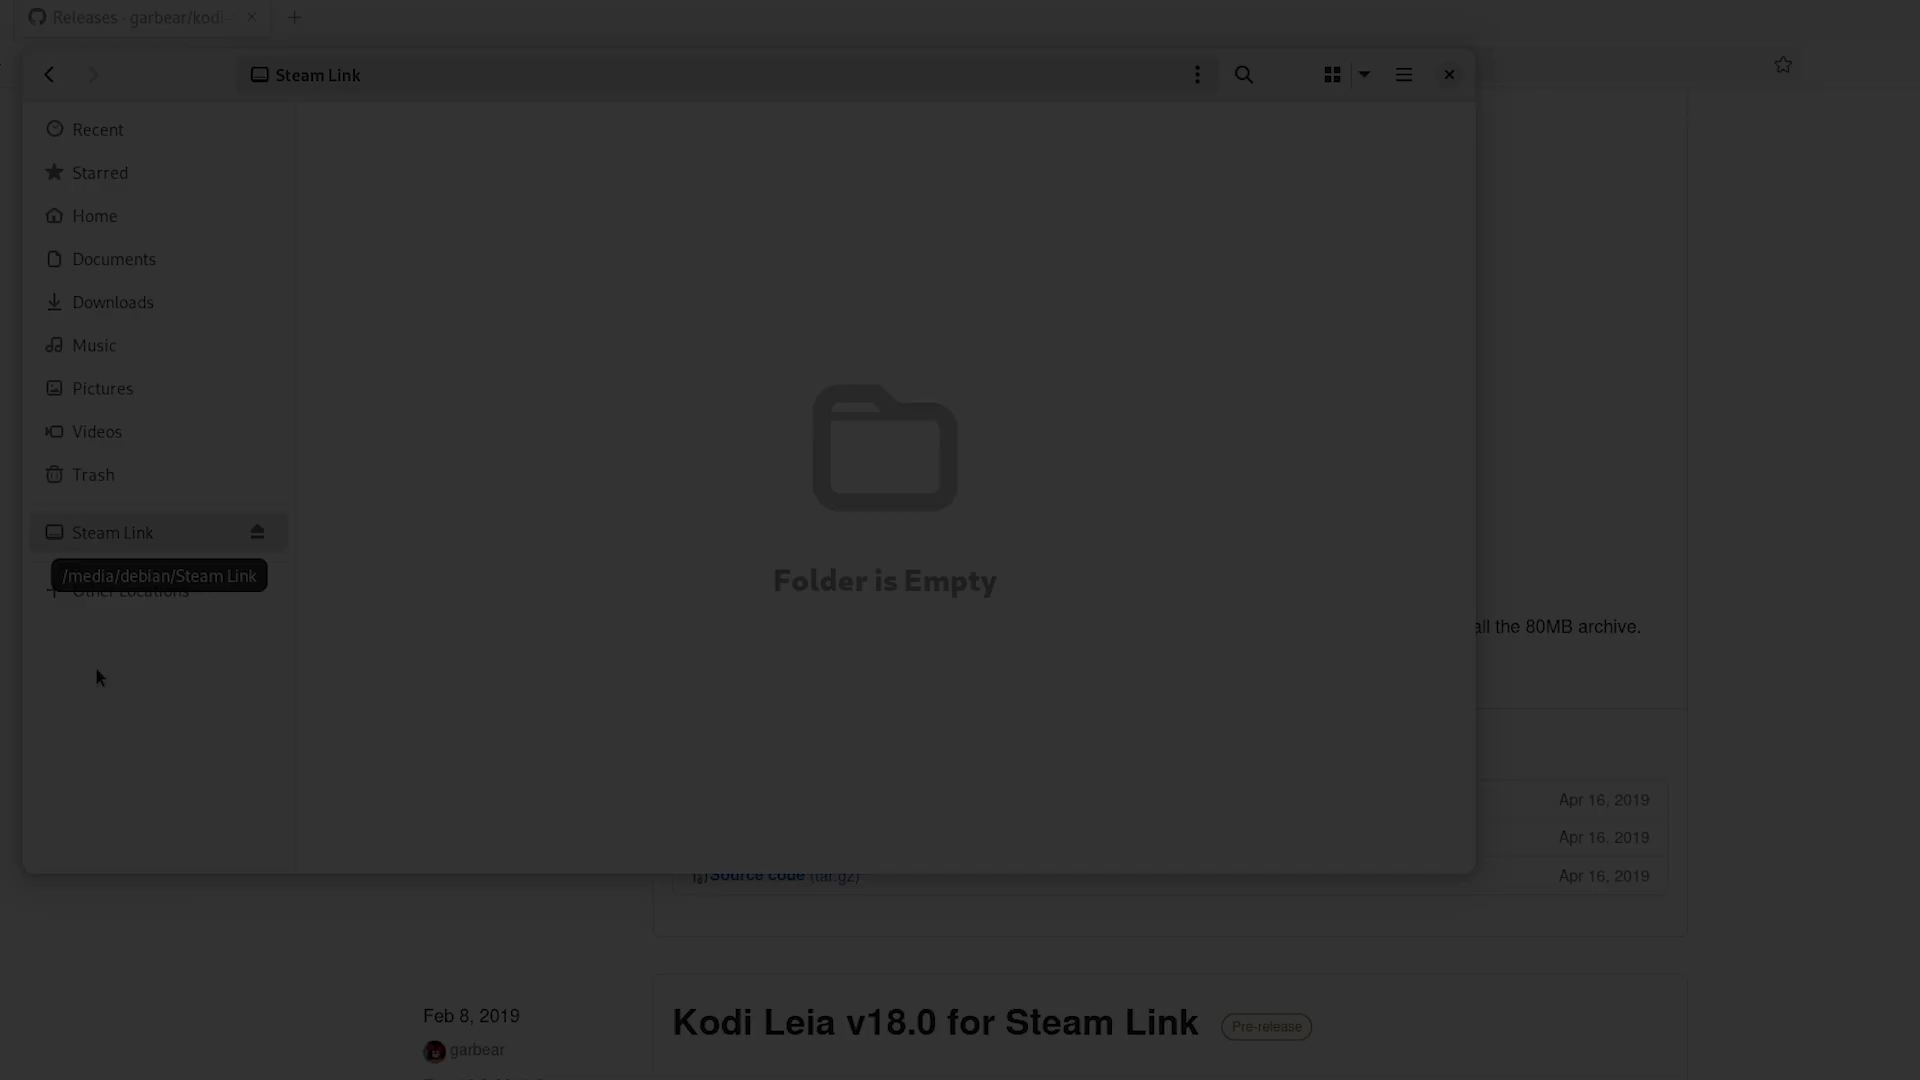 Releases · garbear/kodi-
Steam Link
Recent
Starred
Home
Documents
Downloads
Music
Pictures
Videos
Trash
Steam Link
/media/debian/Steam Link
Other Locations
Folder is Empty
all the 80MB archive.
Apr 16, 2019
Apr 16, 2019
Source code (tar.gz)
Apr 16, 2019
Feb 8, 2019
garbear
Kodi Leia v18.0 for Steam Link
Pre-release